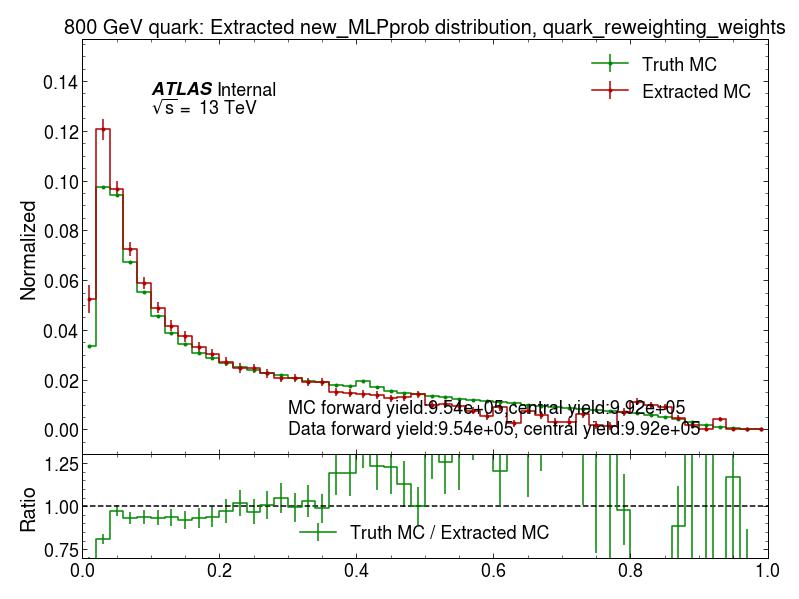 800 GeV quark: Extracted new_MLPprob distribution, quark_reweighting_weights
ATLAS Internal
√s = 13 TeV
Truth MC
Extracted MC
Normalized
0.14
0.12
0.10
0.08
0.06
0.04
0.02
0.00
MC forward yield:9.54e+05,central yield:9.92e+05
Data forward yield:9.54e+05, central yield:9.92e+05
Ratio
1.25
1.00
0.75
Truth MC / Extracted MC
0.0 0.2 0.4 0.6 0.8 1.0